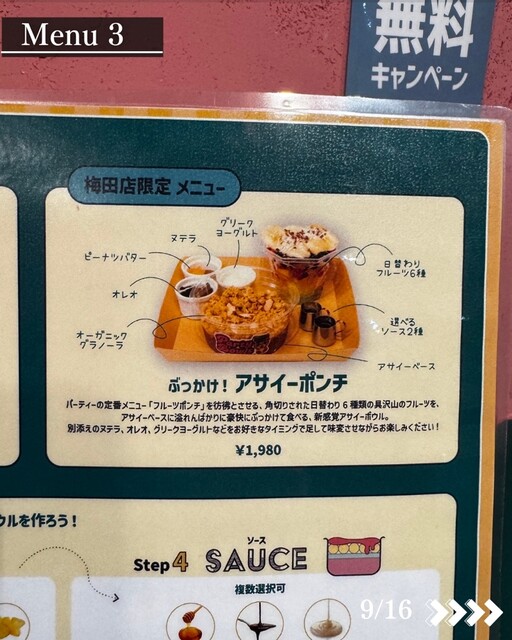 Menu 3
無料
キャンペーン
梅田店限定 メニュー
グリーク
ヨーグルト
ヌテラ
ピーナツバター
日替わり
フルーツ6種
オレオ
選べる
ソース2種
オーガニック
グラノーラ
アサイーベース
ぶっかけ! アサイーポンチ
パーティーの定番メニュー「フルーツポンチ」を彷彿とさせる、角切りされた日替わり6種類の具沢山のフルーツを、
アサイーベースに溢れんばかりに豪快にぶっかけて食べる、新感覚アサイーボウル。
別添えのヌテラ、オレオ、グリークヨーグルトなどをお好きなタイミングで足して味変させながらお楽しみください!
¥1,980
ウルを作ろう!
ソース
Step4 SAUCE
複数選択可
9/16